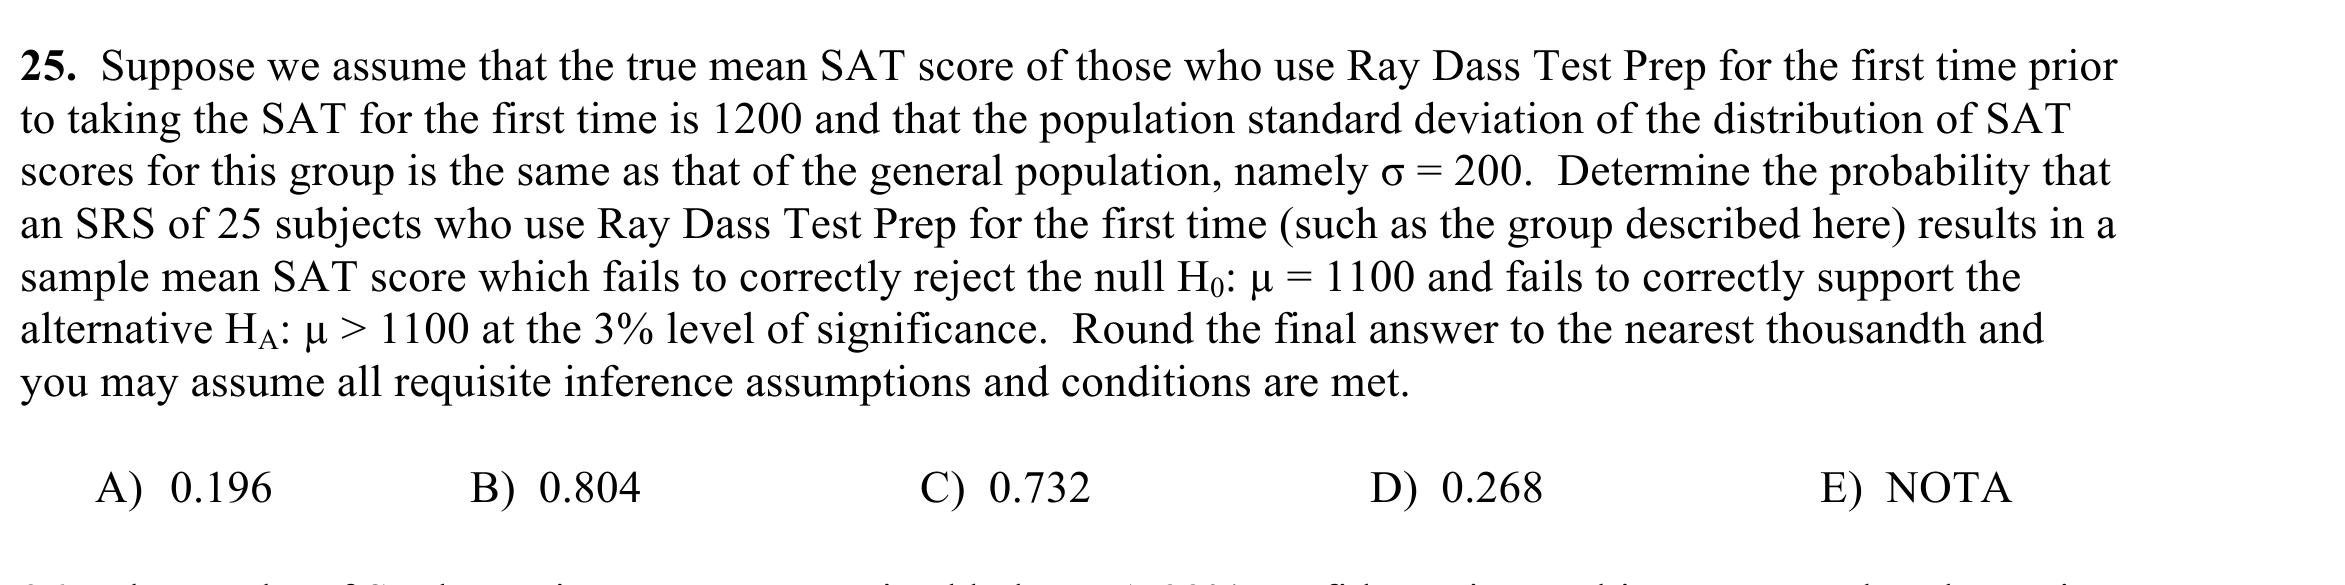 25. Suppose we assume that the true mean SAT score of those who use Ray Dass Test Prep for the first time prior
to taking the SAT for the first time is 1200 and that the population standard deviation of the distribution of SAT
scores for this group is the same as that of the general population, namely σ = 200. Determine the probability that
an SRS of 25 subjects who use Ray Dass Test Prep for the first time (such as the group described here) results in a
sample mean SAT score which fails to correctly reject the null H₀: μ = 1100 and fails to correctly support the
alternative H_A: μ > 1100 at the 3% level of significance. Round the final answer to the nearest thousandth and
you may assume all requisite inference assumptions and conditions are met.
A) 0.196 B) 0.804 C) 0.732 D) 0.268 E) NOTA